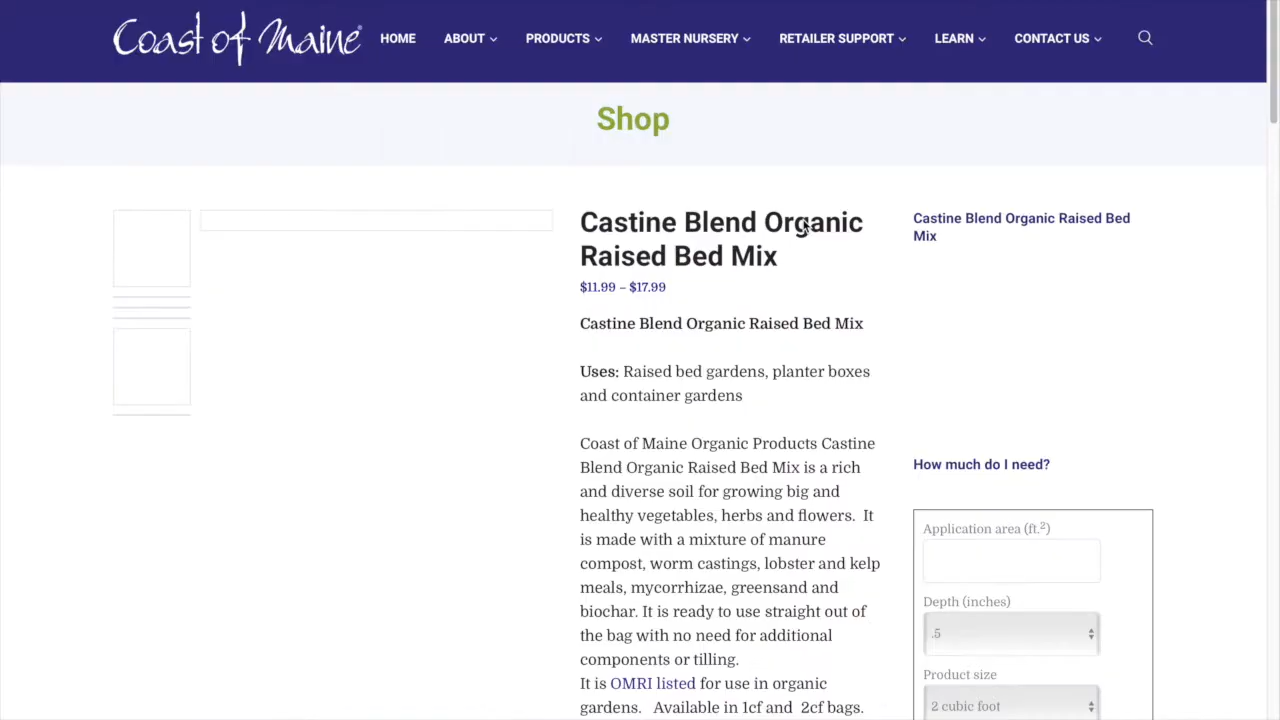 Coast of Maine®
HOME ABOUT PRODUCTS MASTER NURSERY RETAILER SUPPORT LEARN CONTACT US
Shop
Castine Blend Organic
Raised Bed Mix
$11.99 – $17.99
Castine Blend Organic Raised Bed Mix
Uses: Raised bed gardens, planter boxes
and container gardens
Coast of Maine Organic Products Castine
Blend Organic Raised Bed Mix is a rich
and diverse soil for growing big and
healthy vegetables, herbs and flowers. It
is made with a mixture of manure
compost, worm castings, lobster and kelp
meals, mycorrhizae, greensand and
biochar. It is ready to use straight out of
the bag with no need for additional
components or tilling.
It is OMRI listed for use in organic
gardens. Available in 1cf and 2cf bags.
Castine Blend Organic Raised Bed
Mix
How much do I need?
Application area (ft.²)
Depth (inches)
.5
Product size
2 cubic foot